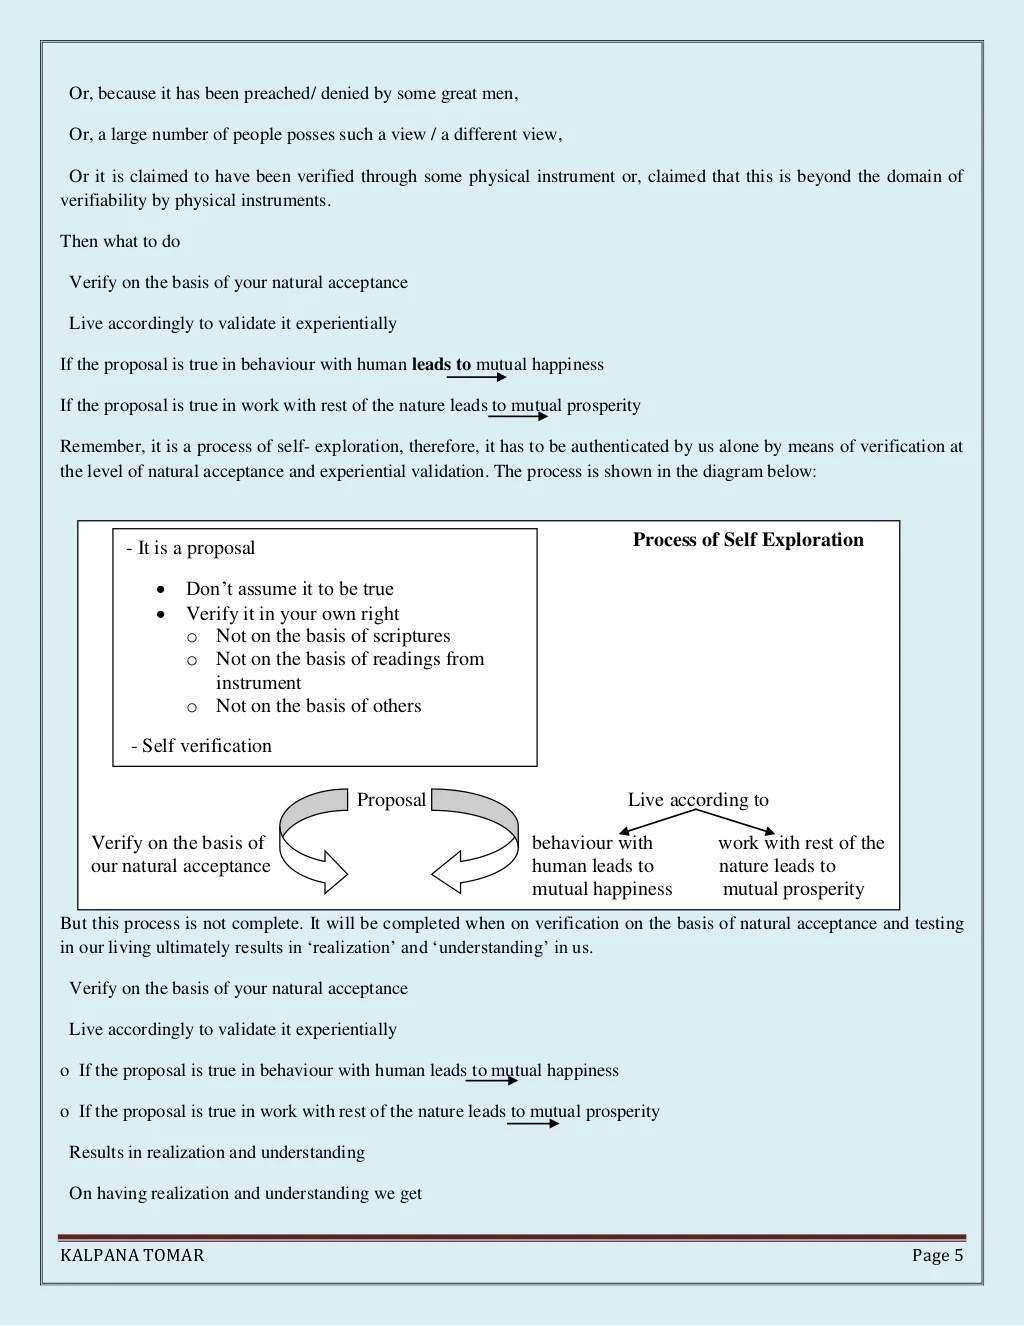 Or, because it has been preached/ denied by some great men,
Or, a large number of people posses such a view / a different view,
Or it is claimed to have been verified through some physical instrument or, claimed that this is beyond the domain of
verifiability by physical instruments.
Then what to do
Verify on the basis of your natural acceptance
Live accordingly to validate it experientially
If the proposal is true in behaviour with human leads to mutual happiness
If the proposal is true in work with rest of the nature leads to mutual prosperity
Remember, it is a process of self- exploration, therefore, it has to be authenticated by us alone by means of verification at
the level of natural acceptance and experiential validation. The process is shown in the diagram below:
Process of Self Exploration
- It is a proposal
• Don't assume it to be true
• Verify it in your own right
o Not on the basis of scriptures
o Not on the basis of readings from
instrument
o Not on the basis of others
- Self verification
Proposal
Live according to
Verify on the basis of
our natural acceptance
behaviour with
human leads to
mutual happiness
work with rest of the
nature leads to
mutual prosperity
But this process is not complete. It will be completed when on verification on the basis of natural acceptance and testing
in our living ultimately results in ‘realization’ and ‘understanding’ in us.
Verify on the basis of your natural acceptance
Live accordingly to validate it experientially
o If the proposal is true in behaviour with human leads to mutual happiness
o If the proposal is true in work with rest of the nature leads to mutual prosperity
Results in realization and understanding
On having realization and understanding we get
KALPANA TOMAR
Page 5